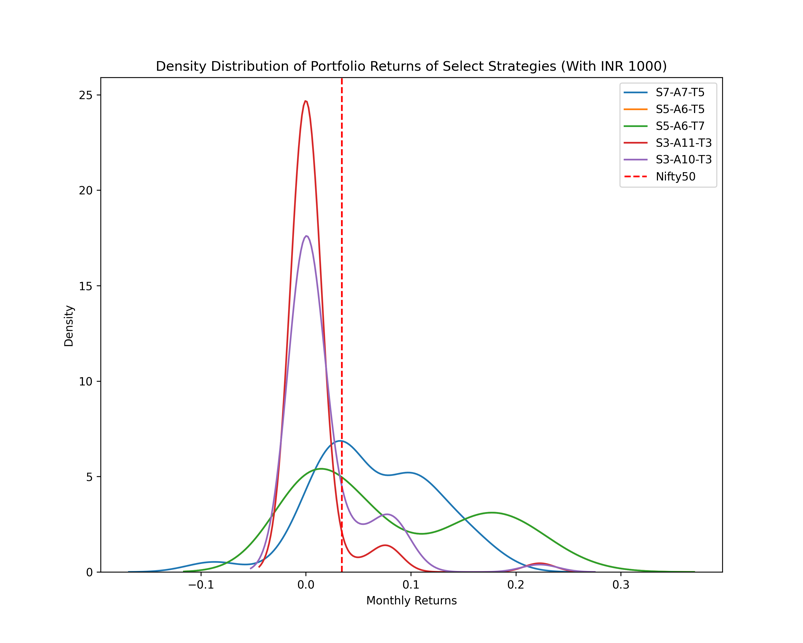 Density Distribution of Portfolio Returns of Select Strategies (With INR 1000)
25
20
15
10
5
0
Density
−0.1
0.0
0.1
0.2
0.3
Monthly Returns
S7-A7-T5
S5-A6-T5
S5-A6-T7
S3-A11-T3
S3-A10-T3
Nifty50